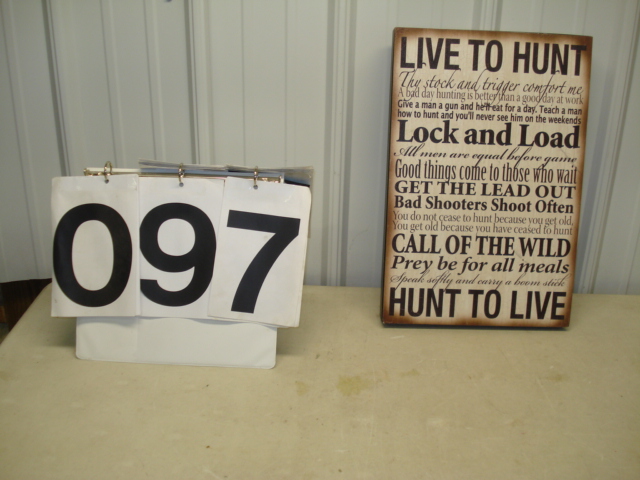 097
LIVE TO HUNT
Thy stock and trigger comfort me
A bad day hunting is better than a good day at work
Give a man a gun and he'll eat for a day. Teach a man
how to hunt and you'll never see him on the weekends
Lock and Load
All men are equal before game
Good things come to those who wait
GET THE LEAD OUT
Bad Shooters Shoot Often
You do not cease to hunt because you get old.
You get old because you have ceased to hunt
CALL OF THE WILD
Prey be for all meals
Speak softly and carry a boom stick
HUNT TO LIVE